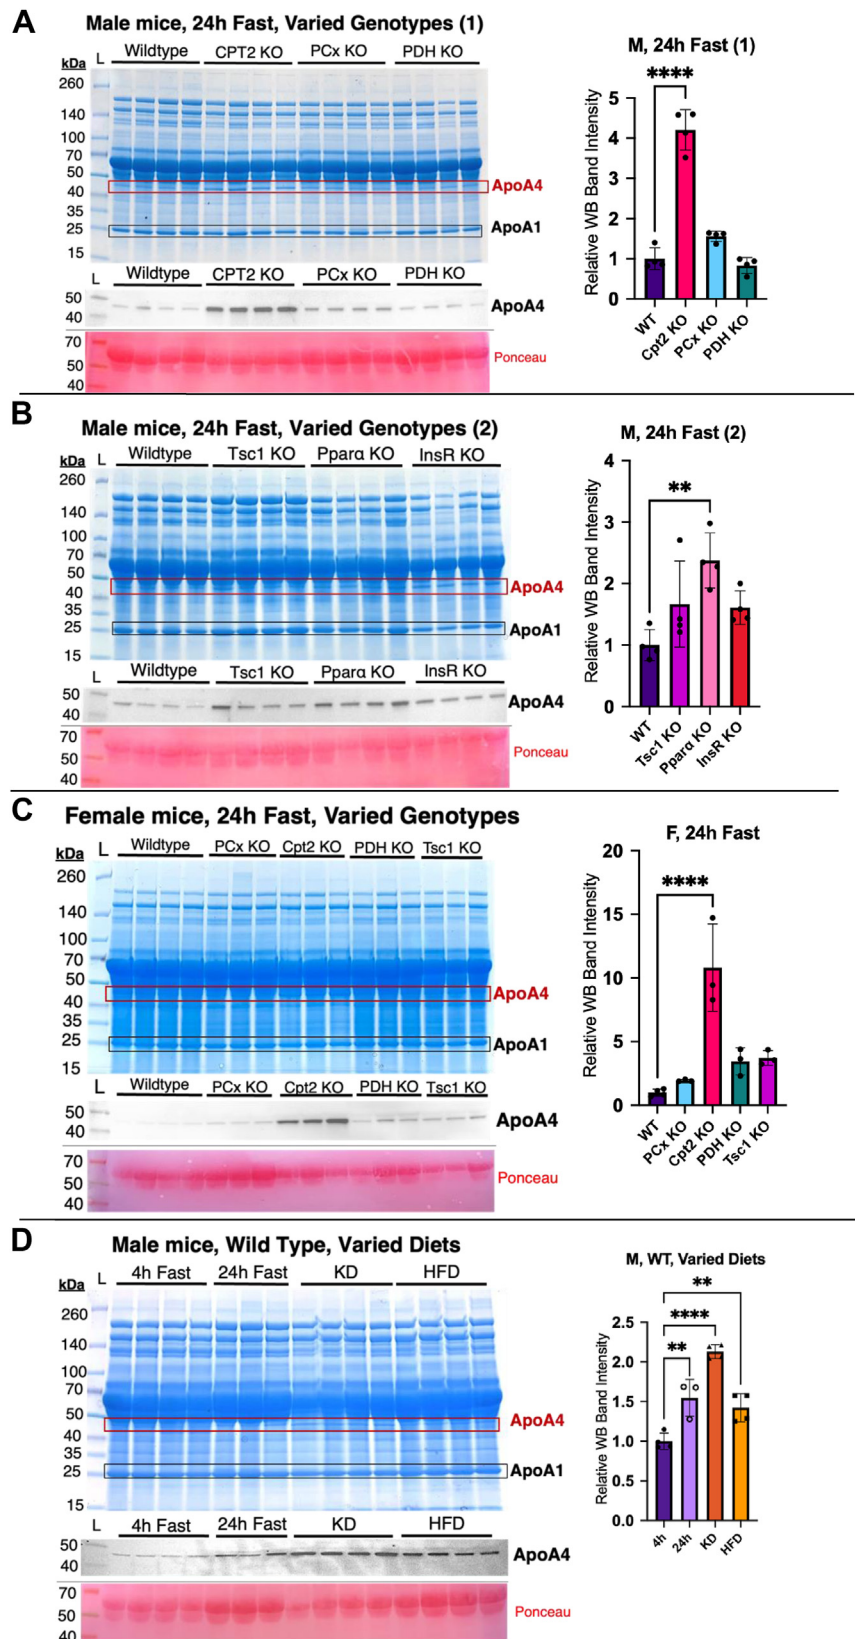 A
Male mice, 24h Fast, Varied Genotypes (1)
kDa L Wildtype CPT2 KO PCx KO PDH KO
260
140
100
70
50
40
35
25
15
ApoA4
ApoA1
L Wildtype CPT2 KO PCx KO PDH KO
50
40
ApoA4
70
50
40
Ponceau
M, 24h Fast (1)
****
Relative WB Band Intensity
5
4
3
2
1
0
WT Cpt2 KO PCx KO PDH KO
B
Male mice, 24h Fast, Varied Genotypes (2)
kDa L Wildtype Tsc1 KO Pparα KO InsR KO
260
140
100
70
50
40
35
25
15
ApoA4
ApoA1
L Wildtype Tsc1 KO Pparα KO InsR KO
50
40
ApoA4
70
50
40
Ponceau
M, 24h Fast (2)
**
Relative WB Band Intensity
4
3
2
1
0
WT Tsc1 KO Pparα KO InsR KO
C
Female mice, 24h Fast, Varied Genotypes
kDa L Wildtype PCx KO Cpt2 KO PDH KO Tsc1 KO
260
140
100
70
50
40
35
25
15
ApoA4
ApoA1
L Wildtype PCx KO Cpt2 KO PDH KO Tsc1 KO
50
40
ApoA4
70
50
40
Ponceau
F, 24h Fast
****
Relative WB Band Intensity
20
15
10
5
0
WT PCx KO Cpt2 KO PDH KO Tsc1 KO
D
Male mice, Wild Type, Varied Diets
kDa L 4h Fast 24h Fast KD HFD
260
140
100
70
50
40
35
25
15
ApoA4
ApoA1
L 4h Fast 24h Fast KD HFD
50
40
ApoA4
70
50
40
Ponceau
M, WT, Varied Diets
**
****
**
Relative WB Band Intensity
2.5
2.0
1.5
1.0
0.5
0.0
4h 24h KD HFD